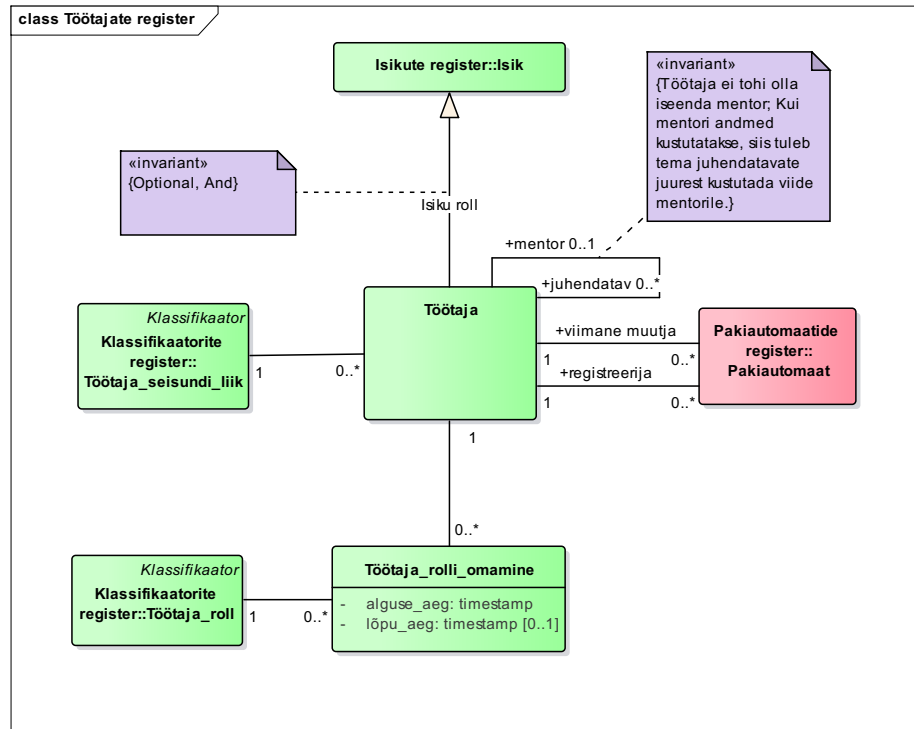 class Töötajate register
Isikute register::Isik
«invariant»
{Töötaja ei tohi olla
iseenda mentor; Kui
mentori andmed
kustutatakse, siis tuleb
tema juhendatavate
juurest kustutada viide
mentorile.}
«invariant»
{Optional, And}
Isiku roll
+mentor 0..1
+juhendatav 0..*
Töötaja
Klassifikaator
Klassifikaatorite
register::
Töötaja_seisundi_liik
1
0..*
+viimane muutja
1
0..*
+registreerija
1
0..*
Pakiautomaatide
register::
Pakiautomaat
1
0..*
Klassifikaator
Klassifikaatorite
register::Töötaja_roll
1
0..*
Töötaja_rolli_omamine
- alguse_aeg: timestamp
- lõpu_aeg: timestamp [0..1]